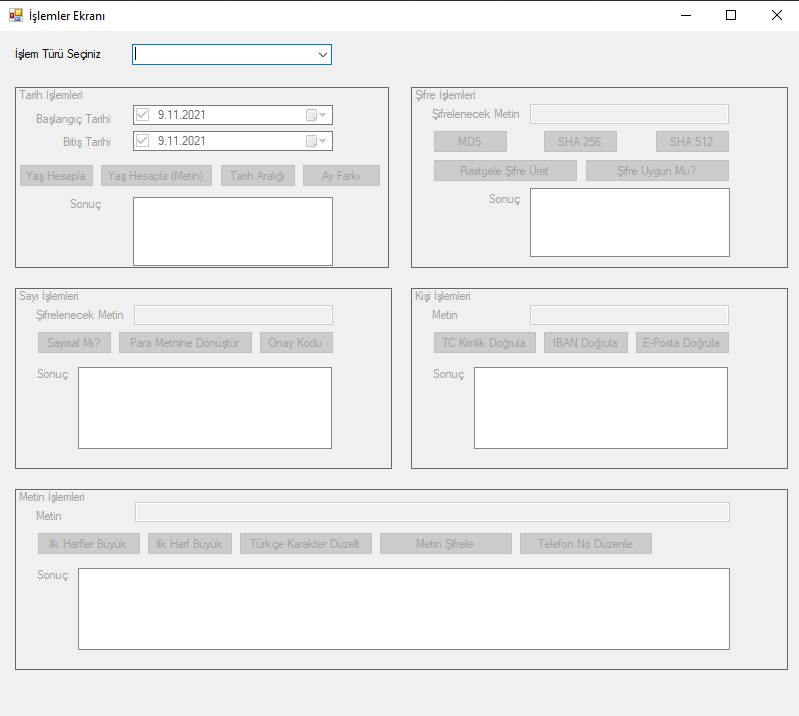 İşlemler Ekranı
İşlem Türü Seçiniz
Tarih İşlemleri
Başlangıç Tarihi 9.11.2021
Bitiş Tarihi 9.11.2021
Yaş Hesapla Yaş Hesapla (Metin) Tarih Aralığı Ay Farkı
Sonuç
Şifre İşlemleri
Şifrelenecek Metin
MD5 SHA 256 SHA 512
Rastgele Şifre Üret Şifre Uygun Mu?
Sonuç
Sayı İşlemleri
Şifrelenecek Metin
Sayısal Mı? Para Metnine Dönüştür Onay Kodu
Sonuç
Kişi İşlemleri
Metin
TC Kimlik Doğrula IBAN Doğrula E-Posta Doğrula
Sonuç
Metin İşlemleri
Metin
İlk Harfler Büyük İlk Harf Büyük Türkçe Karakter Düzelt Metin Şifrele Telefon No Düzenle
Sonuç